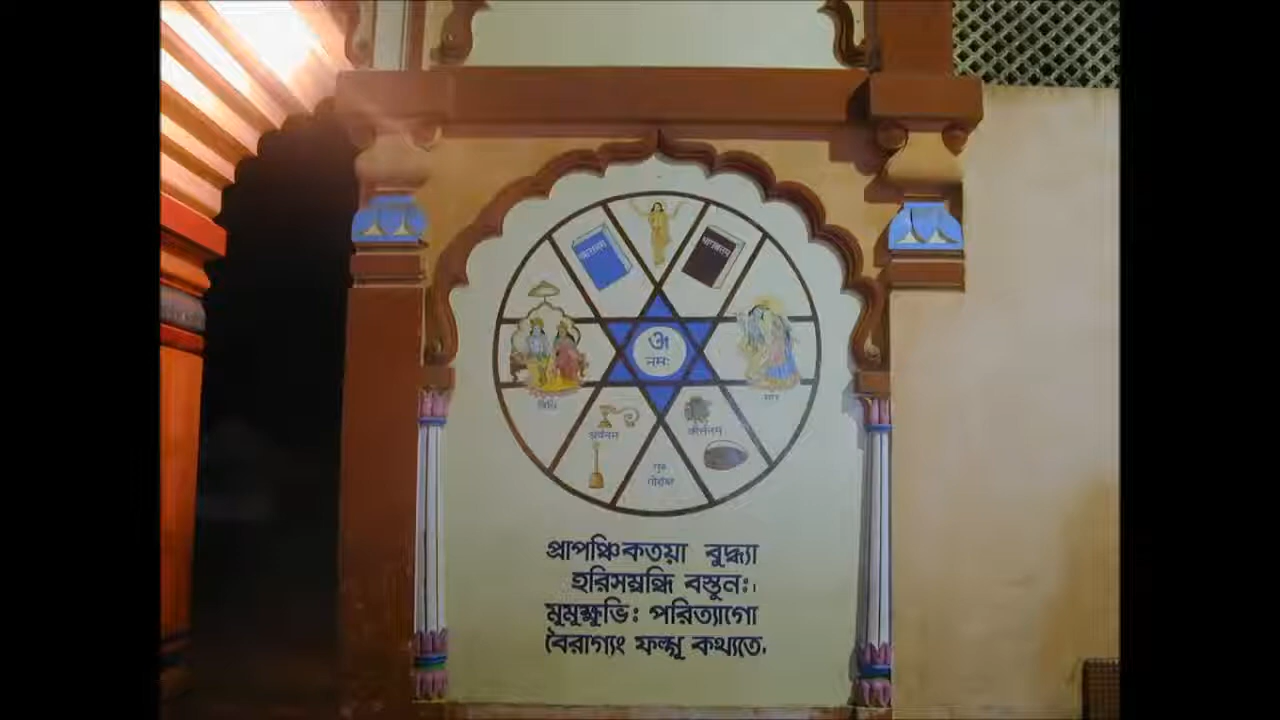 ওঁ
নমঃ
প্রাপঞ্চিকতয়া বুদ্ধ্যা
হরিসম্বন্ধি বস্তুনঃ।
মুমুক্ষুভিঃ পরিত্যাগো
বৈরাগ্যং ফল্গু কথ্যতে,